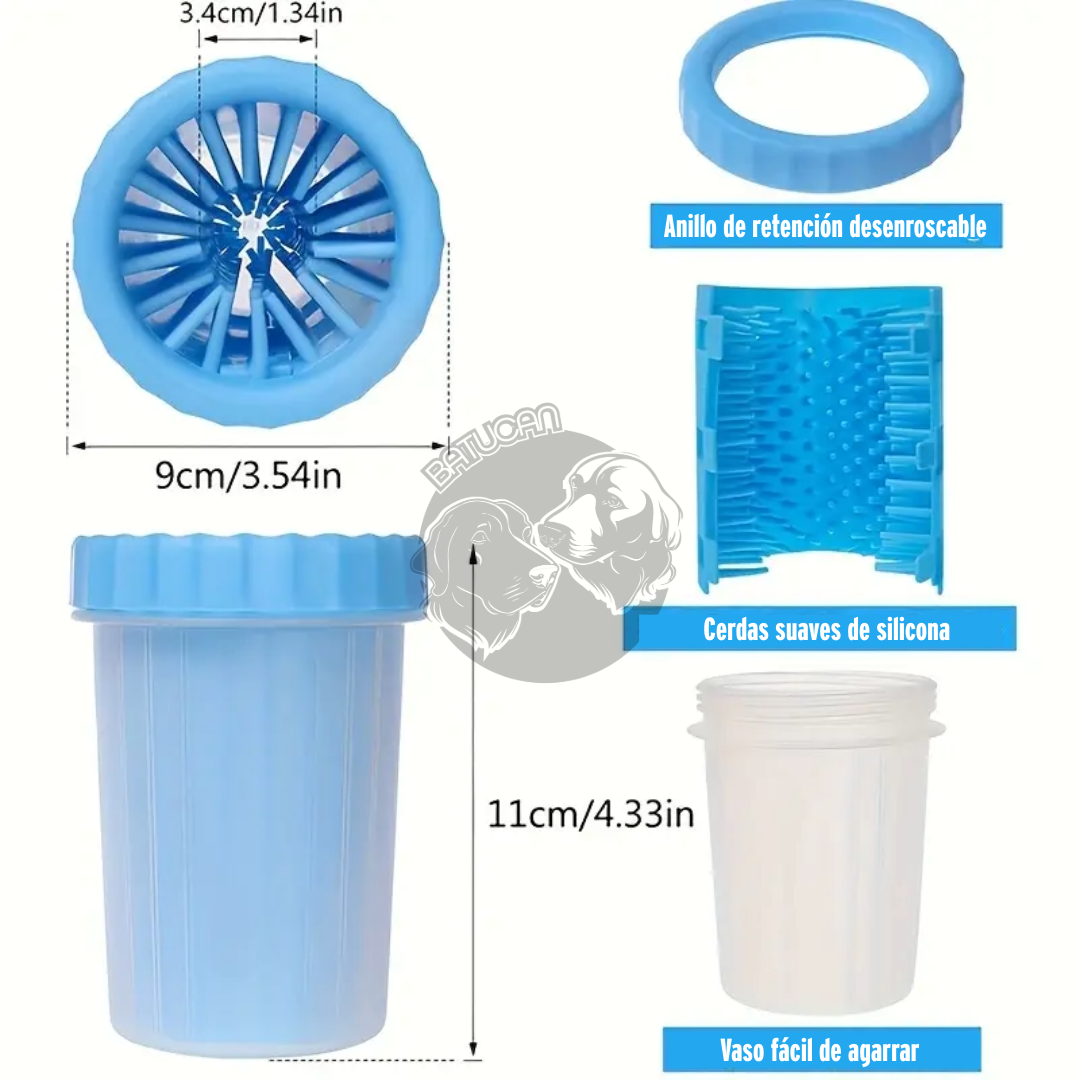 3.4cm/1.34in
Anillo de retención desenroscable
9cm/3.54in
BATUCAN
Cerdas suaves de silicona
11cm/4.33in
Vaso fácil de agarrar